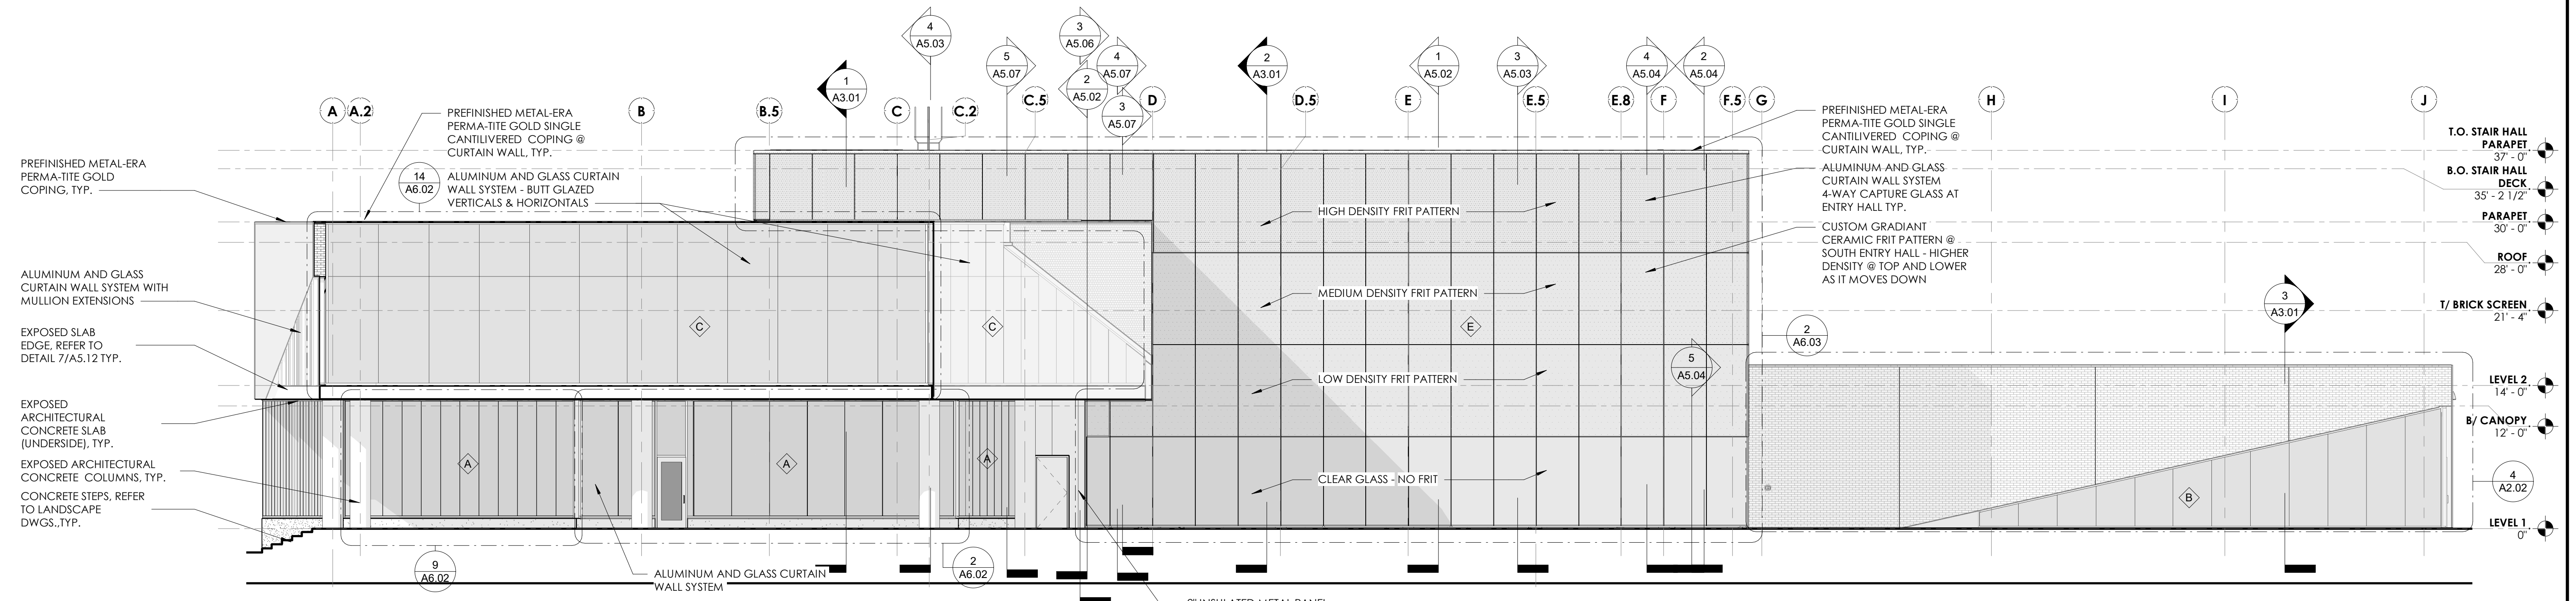 4
A5.03
3
A5.06
5
A5.07
4
A5.07
2
A3.01
1
A5.02
3
A5.03
4
A5.04
2
A5.04
1
A3.01
2
A5.02
3
A5.07
A
A.2
B
B.5
C
C.2
C.5
D
D.5
E
E.5
E.8
F
F.5
G
H
I
J
PREFINISHED METAL-ERA
PERMA-TITE GOLD SINGLE
CANTILIVERED COPING @
CURTAIN WALL, TYP.
PREFINISHED METAL-ERA
PERMA-TITE GOLD
COPING, TYP.
14
A6.02
ALUMINUM AND GLASS CURTAIN
WALL SYSTEM - BUTT GLAZED
VERTICALS & HORIZONTALS
ALUMINUM AND GLASS
CURTAIN WALL SYSTEM WITH
MULLION EXTENSIONS
EXPOSED SLAB
EDGE, REFER TO
DETAIL 7/A5.12 TYP.
EXPOSED
ARCHITECTURAL
CONCRETE SLAB
(UNDERSIDE), TYP.
EXPOSED ARCHITECTURAL
CONCRETE COLUMNS, TYP.
CONCRETE STEPS, REFER
TO LANDSCAPE
DWGS.,TYP.
C
C
E
A
A
A
B
HIGH DENSITY FRIT PATTERN
MEDIUM DENSITY FRIT PATTERN
LOW DENSITY FRIT PATTERN
CLEAR GLASS - NO FRIT
PREFINISHED METAL-ERA
PERMA-TITE GOLD SINGLE
CANTILIVERED COPING @
CURTAIN WALL, TYP.
ALUMINUM AND GLASS
CURTAIN WALL SYSTEM
4-WAY CAPTURE GLASS AT
ENTRY HALL TYP.
CUSTOM GRADIANT
CERAMIC FRIT PATTERN @
SOUTH ENTRY HALL - HIGHER
DENSITY @ TOP AND LOWER
AS IT MOVES DOWN
2
A6.03
5
A5.04
3
A3.01
4
A2.02
T.O. STAIR HALL
PARAPET
37' - 0"
B.O. STAIR HALL
DECK
35' - 2 1/2"
PARAPET
30' - 0"
ROOF
28' - 0"
T/ BRICK SCREEN
21' - 4"
LEVEL 2
14' - 0"
B/ CANOPY
12' - 0"
LEVEL 1
0"
9
A6.02
2
A6.02
ALUMINUM AND GLASS CURTAIN
WALL SYSTEM
INSULATED METAL PANEL